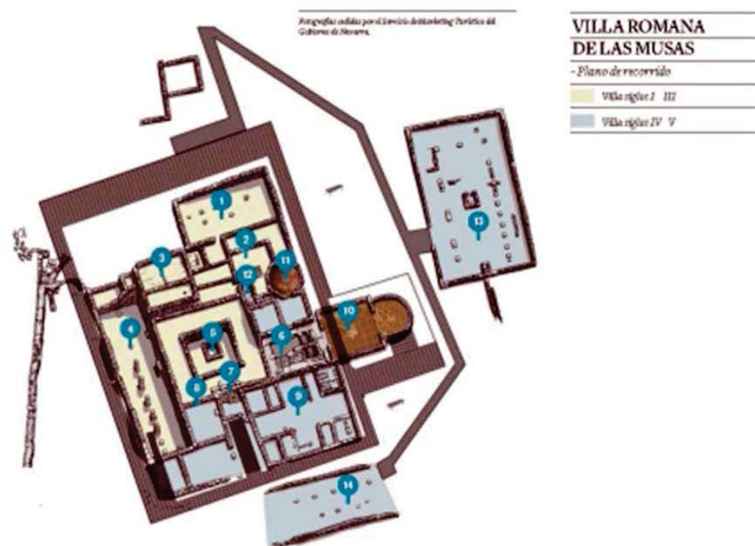 Fotografías cedidas por el Servicio de Marketing Turístico del
Gobierno de Navarra.
VILLA ROMANA
DE LAS MUSAS
- Plano de recorrido
Villa siglos I III
Villa siglos IV V
1
2
3
11
12
13
4
5
10
6
7
8
9
14